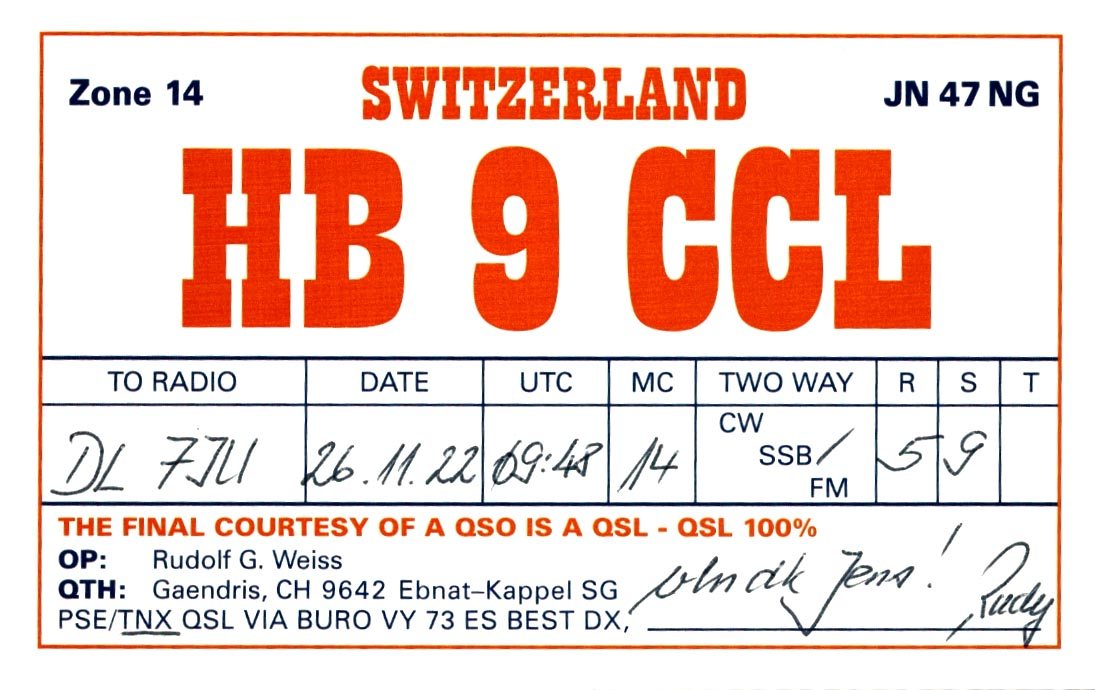 Zone 14 SWITZERLAND JN 47 NG
HB 9 CCL
TO RADIO DATE UTC MC TWO WAY R S T
CW
DL 7JU 26.11.22 09:48 14 SSB / 5 9
FM
THE FINAL COURTESY OF A QSO IS A QSL - QSL 100%
OP: Rudolf G. Weiss
QTH: Gaendris, CH 9642 Ebnat–Kappel SG
vln dk Jens!
PSE/TNX QSL VIA BURO VY 73 ES BEST DX, Rudy